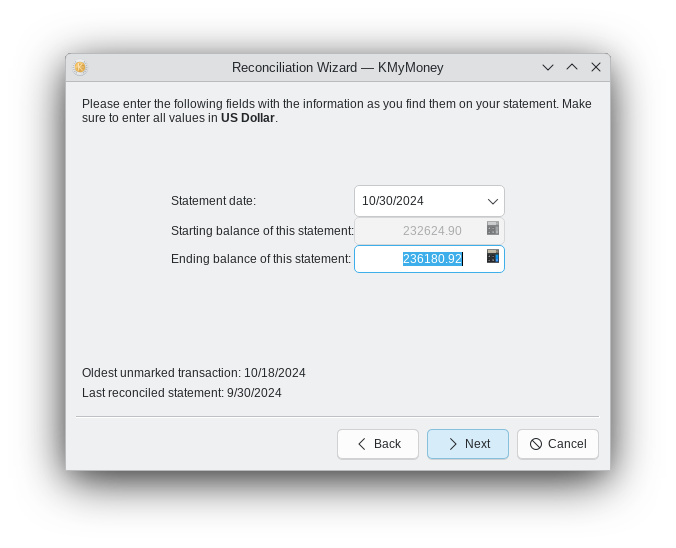 Reconciliation Wizard — KMyMoney
Please enter the following fields with the information as you find them on your statement. Make
sure to enter all values in US Dollar.
Statement date: 10/30/2024
Starting balance of this statement: 232624.90
Ending balance of this statement: 236180.92
Oldest unmarked transaction: 10/18/2024
Last reconciled statement: 9/30/2024
Back Next Cancel